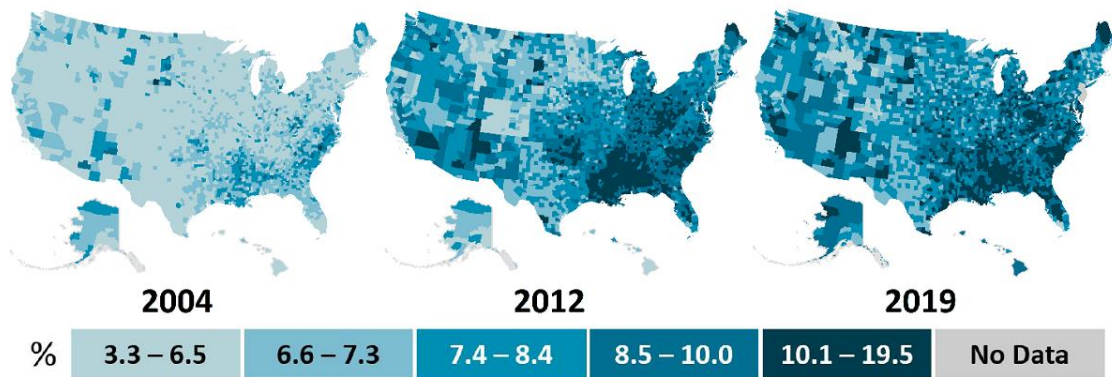 2004 2012 2019
% 3.3 – 6.5 6.6 – 7.3 7.4 – 8.4 8.5 – 10.0 10.1 – 19.5 No Data